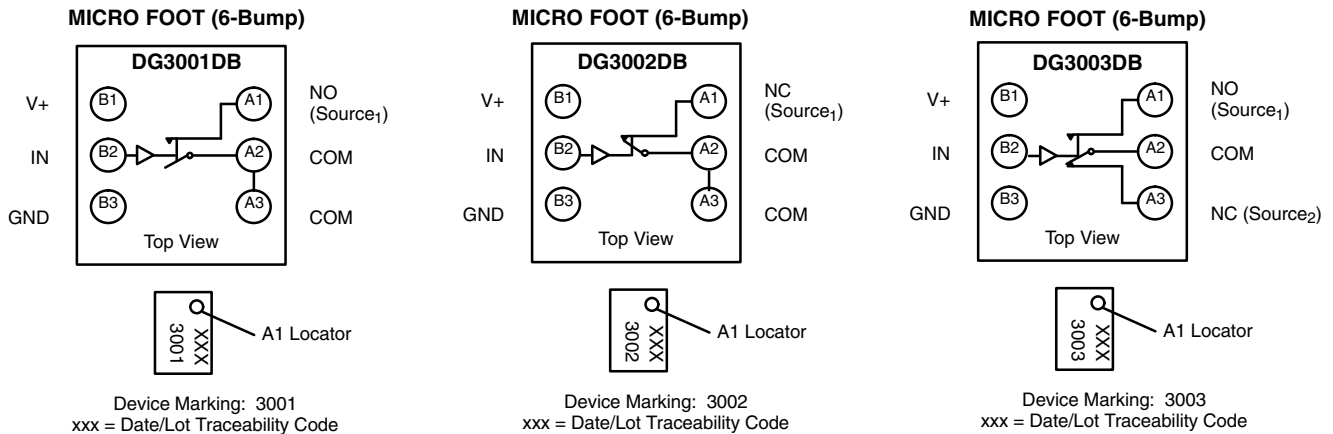 MICRO FOOT (6-Bump)
DG3001DB
V+
B1
A1
NO
(Source1)
IN
B2
A2
COM
GND
B3
A3
COM
Top View
3001
XXX
A1 Locator
Device Marking: 3001
xxx = Date/Lot Traceability Code
MICRO FOOT (6-Bump)
DG3002DB
V+
B1
A1
NC
(Source1)
IN
B2
A2
COM
GND
B3
A3
COM
Top View
3002
XXX
A1 Locator
Device Marking: 3002
xxx = Date/Lot Traceability Code
MICRO FOOT (6-Bump)
DG3003DB
V+
B1
A1
NO
(Source1)
IN
B2
A2
COM
GND
B3
A3
NC (Source2)
Top View
3003
XXX
A1 Locator
Device Marking: 3003
xxx = Date/Lot Traceability Code